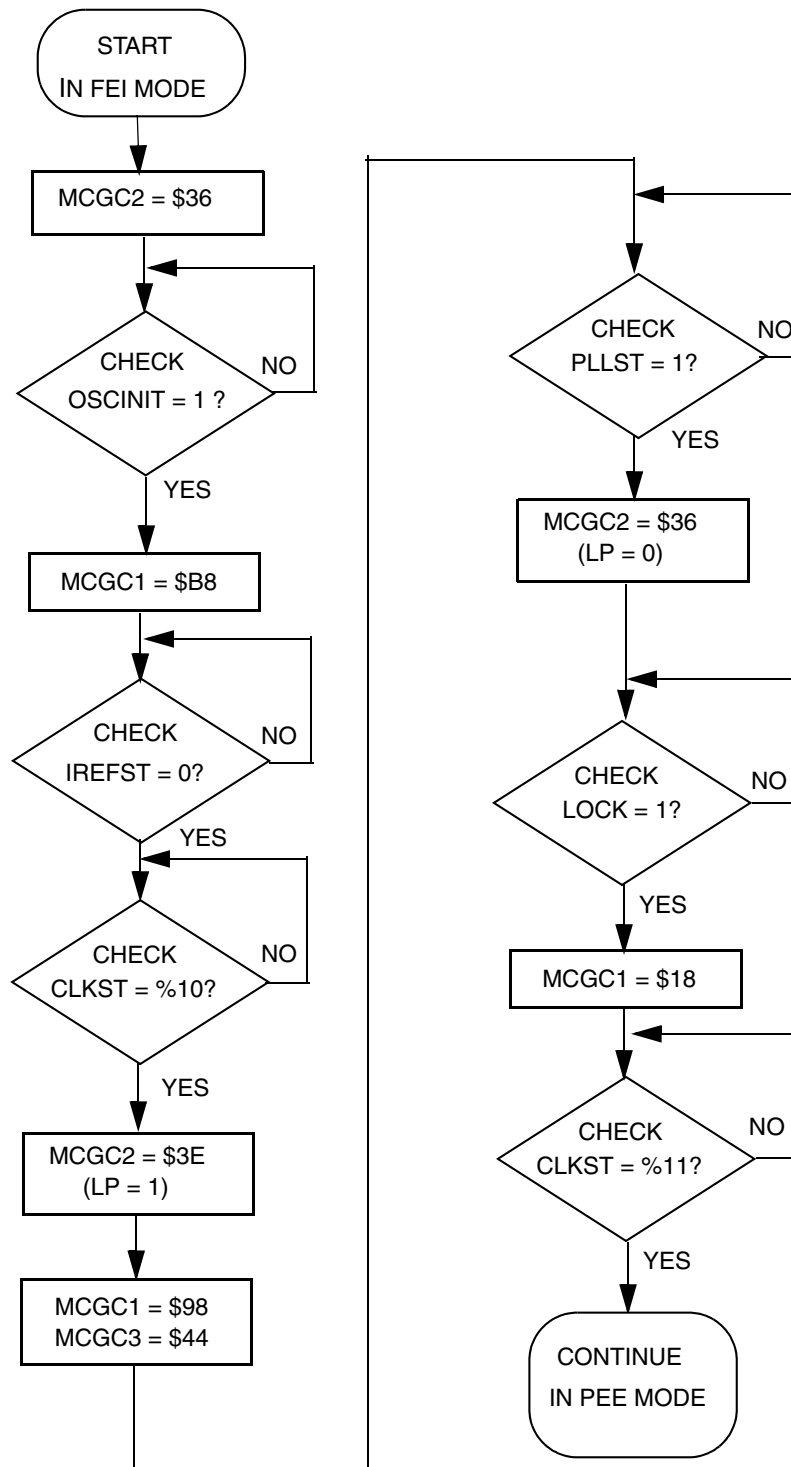 START
IN FEI MODE
MCGC2 = $36
CHECK
OSCINIT = 1 ?
NO
YES
MCGC1 = $B8
CHECK
IREFST = 0?
NO
YES
CHECK
CLKST = %10?
NO
YES
MCGC2 = $3E
(LP = 1)
MCGC1 = $98
MCGC3 = $44
CHECK
PLLST = 1?
NO
YES
MCGC2 = $36
(LP = 0)
CHECK
LOCK = 1?
NO
YES
MCGC1 = $18
CHECK
CLKST = %11?
NO
YES
CONTINUE
IN PEE MODE